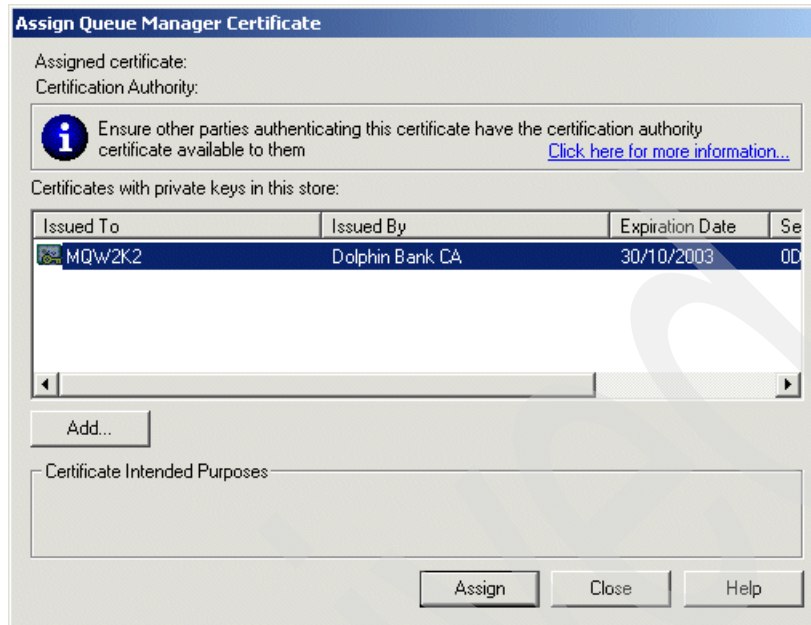 Assign Queue Manager Certificate
Assigned certificate:
Certification Authority:
Ensure other parties authenticating this certificate have the certification authority
certificate available to them Click here for more information...
Certificates with private keys in this store:
Issued To Issued By Expiration Date Se
MQW2K2 Dolphin Bank CA 30/10/2003 0D
Add...
Certificate Intended Purposes
Assign Close Help